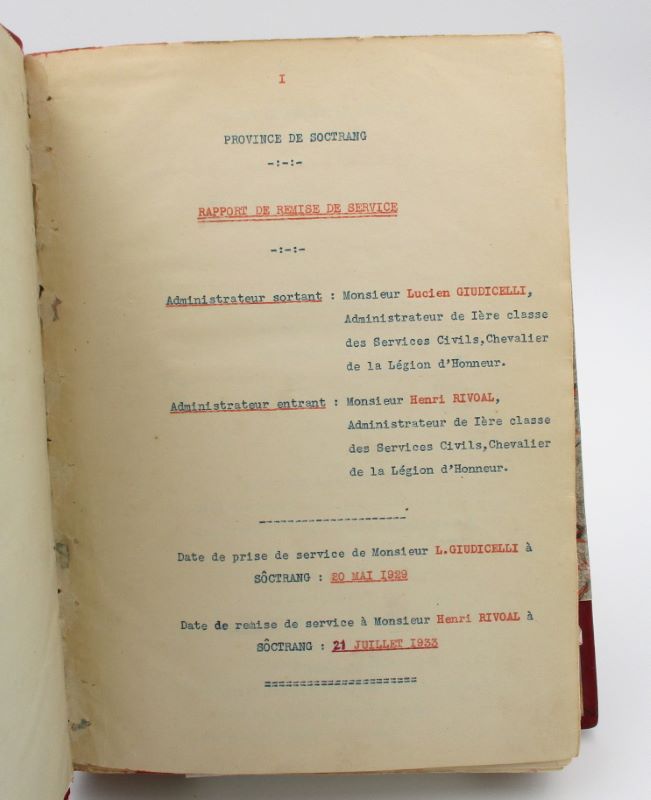 I
PROVINCE DE SOCTRANG
-:-:-
RAPPORT DE REMISE DE SERVICE
-:-:-
Administrateur sortant : Monsieur Lucien GIUDICELLI,
Administrateur de Ière classe
des Services Civils,Chevalier
de la Légion d'Honneur.
Administrateur entrant : Monsieur Henri RIVOAL,
Administrateur de Ière classe
des Services Civils,Chevalier
de la Légion d'Honneur.
---------------------
Date de prise de service de Monsieur L.GIUDICELLI à
SÔCTRANG : 20 MAI 1929
Date de remise de service à Monsieur Henri RIVOAL à
SÔCTRANG : 21 JUILLET 1933
======================